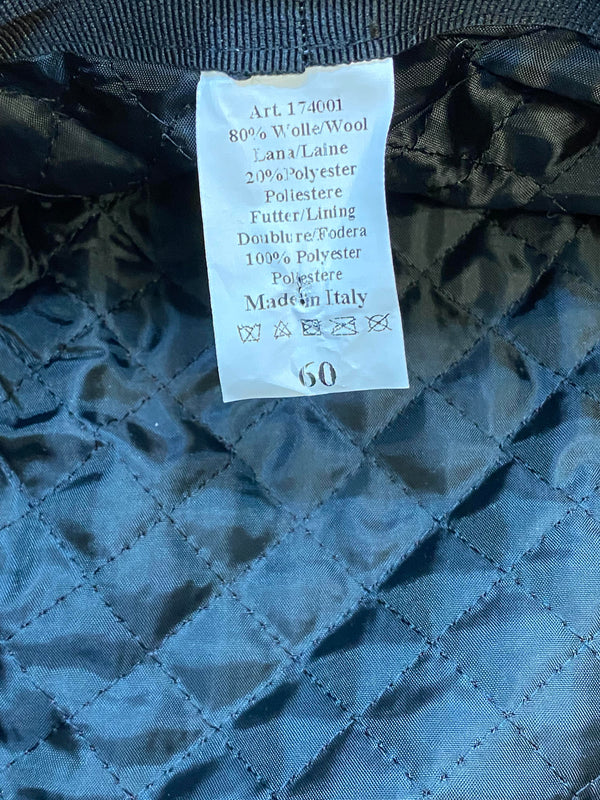 Art. 174001
80% Wolle/Wool
Lana/Laine
20%Polyester
Poliestere
Futter/Lining
Doublure/Fodera
100% Polyester
Poliestere
Made in Italy
60